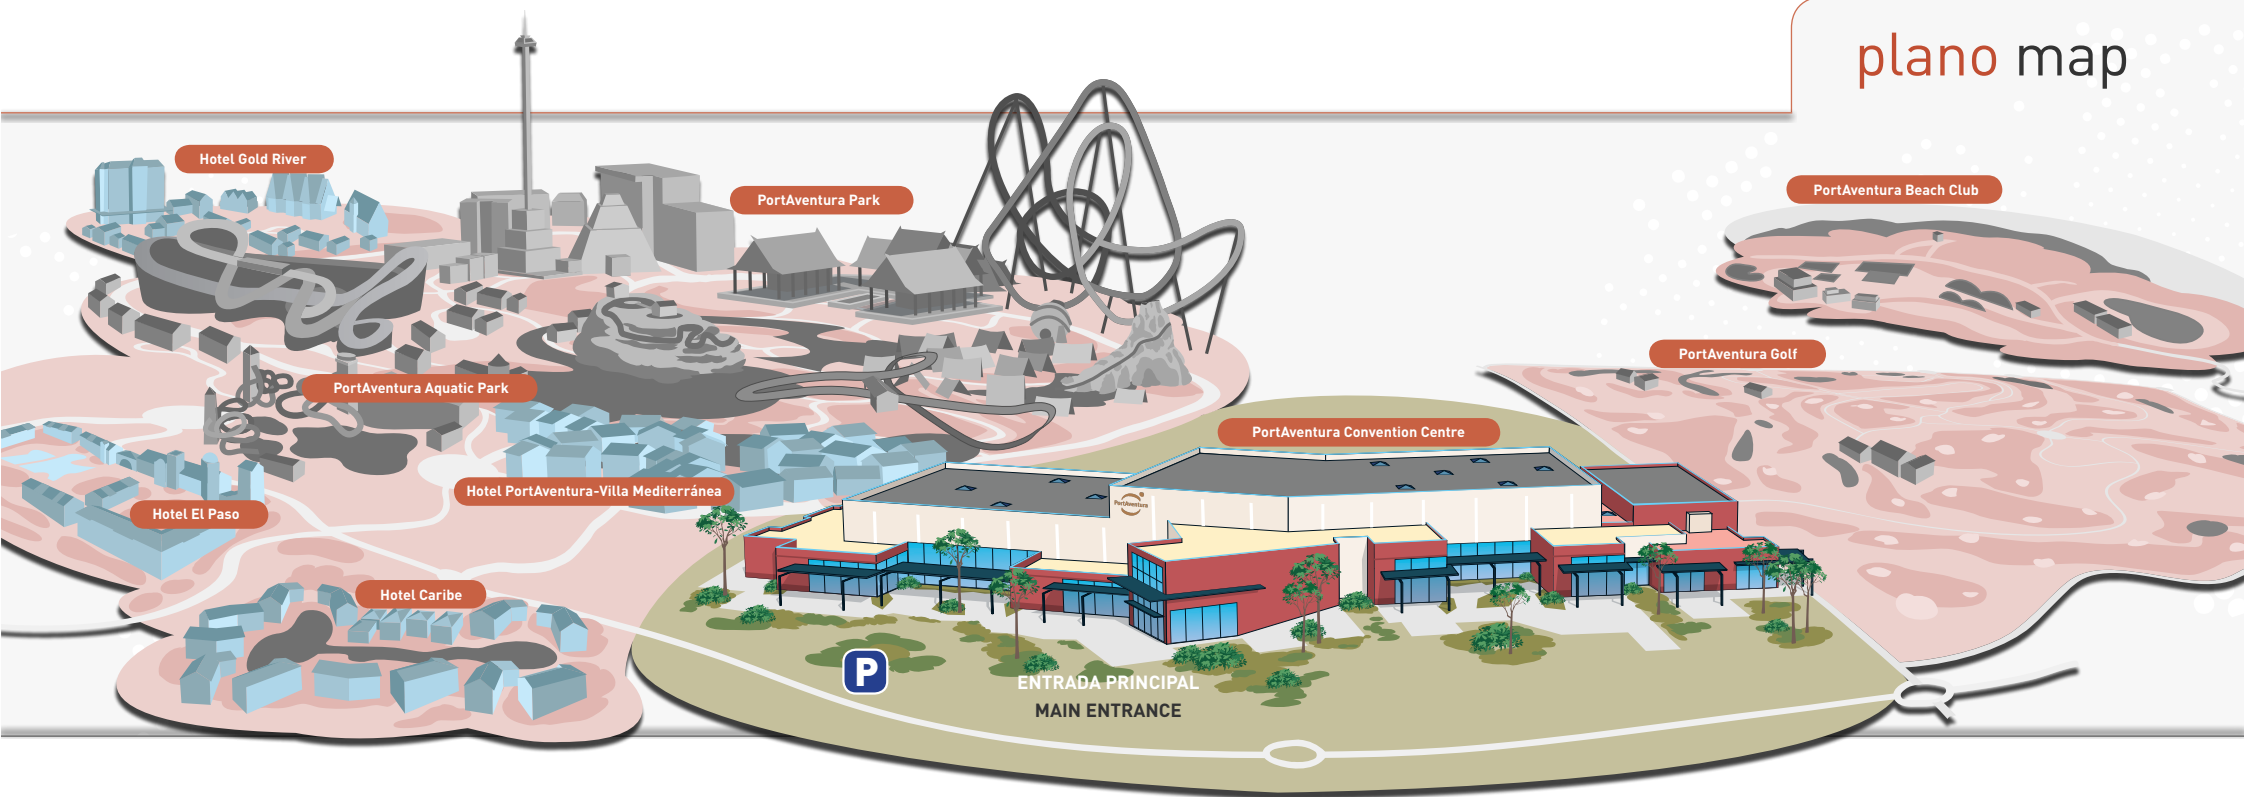 plano map
Hotel Gold River
PortAventura Park
PortAventura Beach Club
PortAventura Golf
PortAventura Aquatic Park
PortAventura Convention Centre
Hotel PortAventura-Villa Mediterránea
PortAventura
Hotel El Paso
Hotel Caribe
P
ENTRADA PRINCIPAL
MAIN ENTRANCE